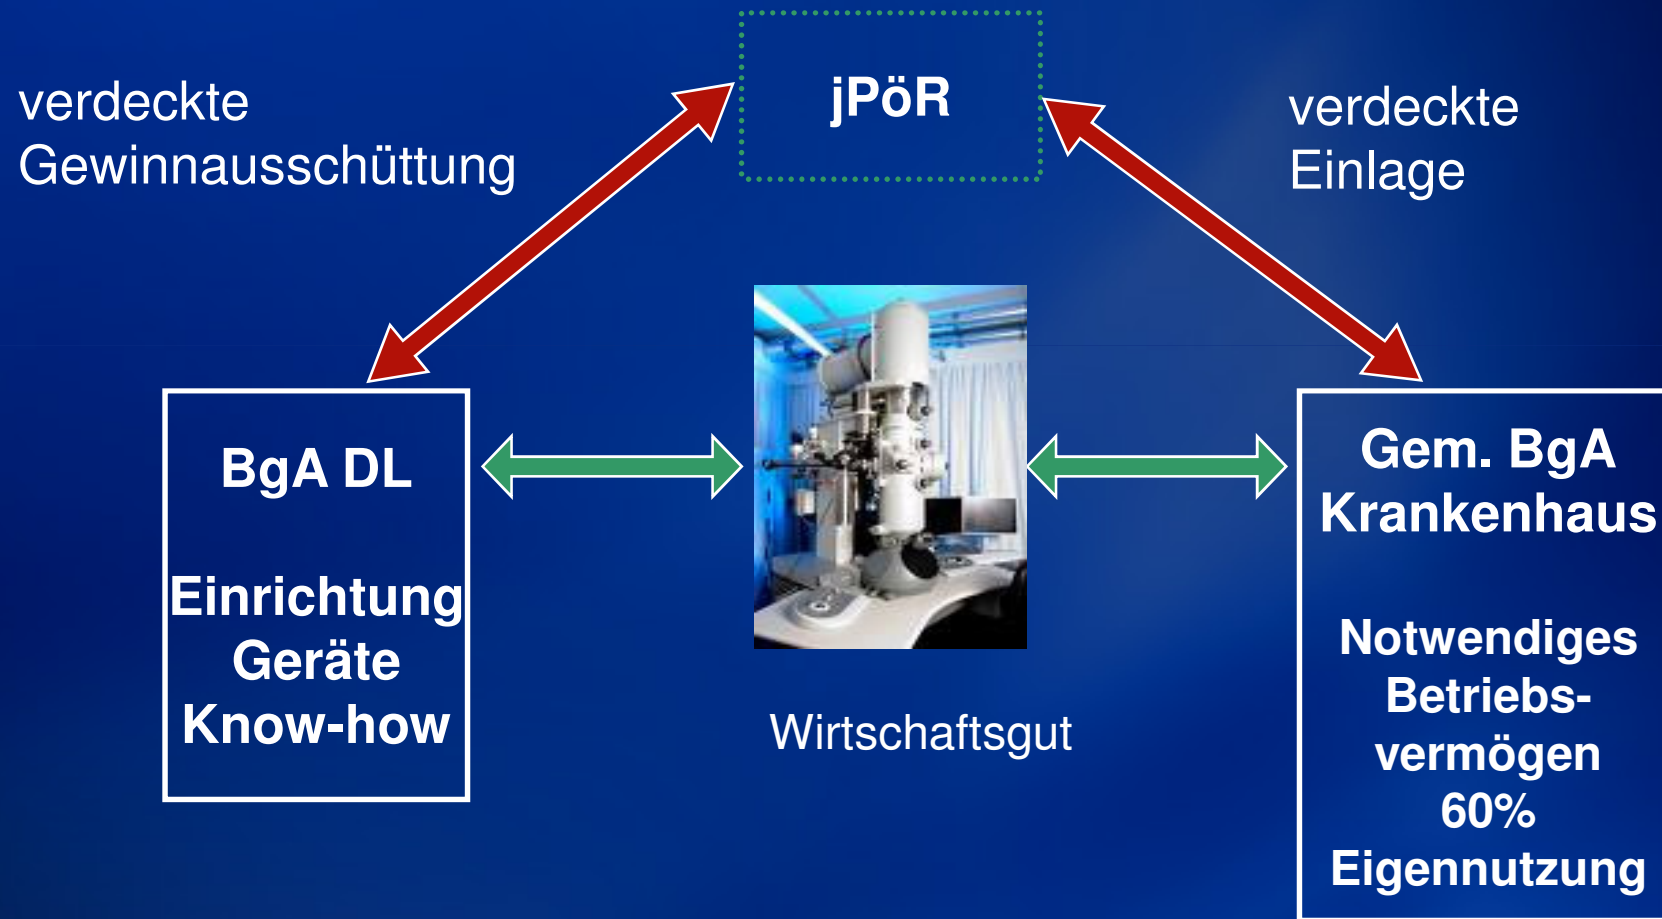 verdeckte
Gewinnausschüttung
jPöR
verdeckte
Einlage
BgA DL
Einrichtung
Geräte
Know-how
Wirtschaftsgut
Gem. BgA
Krankenhaus
Notwendiges
Betriebs-
vermögen
60%
Eigennutzung